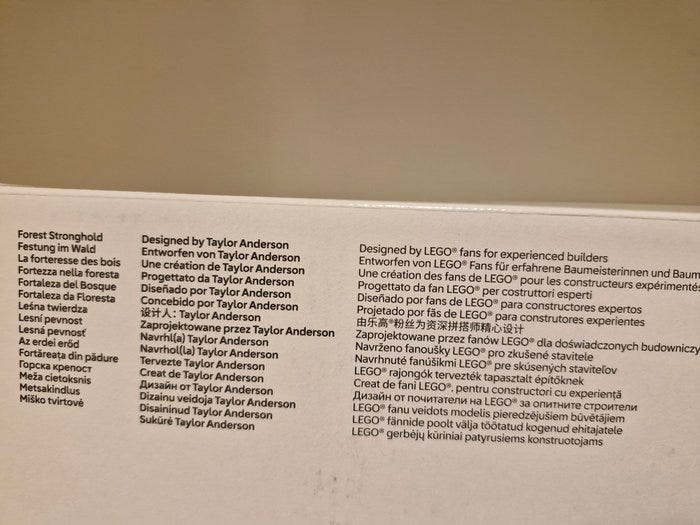 Forest Stronghold
Festung im Wald
La forteresse des bois
Fortezza nella foresta
Fortaleza del Bosque
Fortaleza da Floresta
Leśna twierdza
Lesní pevnost
Lesná pevnosť
Az erdei erőd
Fortăreața din pădure
Горска крепост
Meža cietoksnis
Metsakindlus
Miško tvirtovė
Designed by Taylor Anderson
Entworfen von Taylor Anderson
Une création de Taylor Anderson
Progettato da Taylor Anderson
Diseñado por Taylor Anderson
Concebido por Taylor Anderson
设计人：Taylor Anderson
Zaprojektowane przez Taylor Anderson
Navrhl(a) Taylor Anderson
Navrhol(la) Taylor Anderson
Tervezte Taylor Anderson
Creat de Taylor Anderson
Дизайн от Taylor Anderson
Dizainu veidoja Taylor Anderson
Disaininud Taylor Anderson
Sukūrė Taylor Anderson
Designed by LEGO® fans for experienced builders
Entworfen von LEGO® Fans für erfahrene Baumeisterinnen und Baum
Une création des fans de LEGO® pour les constructeurs expérimentés
Progettato da fan LEGO® per costruttori esperti
Diseñado por fans de LEGO® para constructores expertos
Projetado por fãs de LEGO® para construtores experientes
由乐高®粉丝为资深拼搭师精心设计
Zaprojektowane przez fanów LEGO® dla doświadczonych budowniczy
Navrženo fanoušky LEGO® pro zkušené stavitele
Navrhnuté fanúšikmi LEGO® pre skúsených staviteľov
LEGO® rajongók tervezték tapasztalt építőknek
Creat de fani LEGO®, pentru constructori cu experiență
Дизайн от почитатели на LEGO® за опитните строители
LEGO® fanu veidots modelis pieredzējušiem būvētājiem
LEGO® fännide poolt välja töötatud kogenud ehitajatele
LEGO® gerbėjų kūriniai patyrusiems konstruotojams